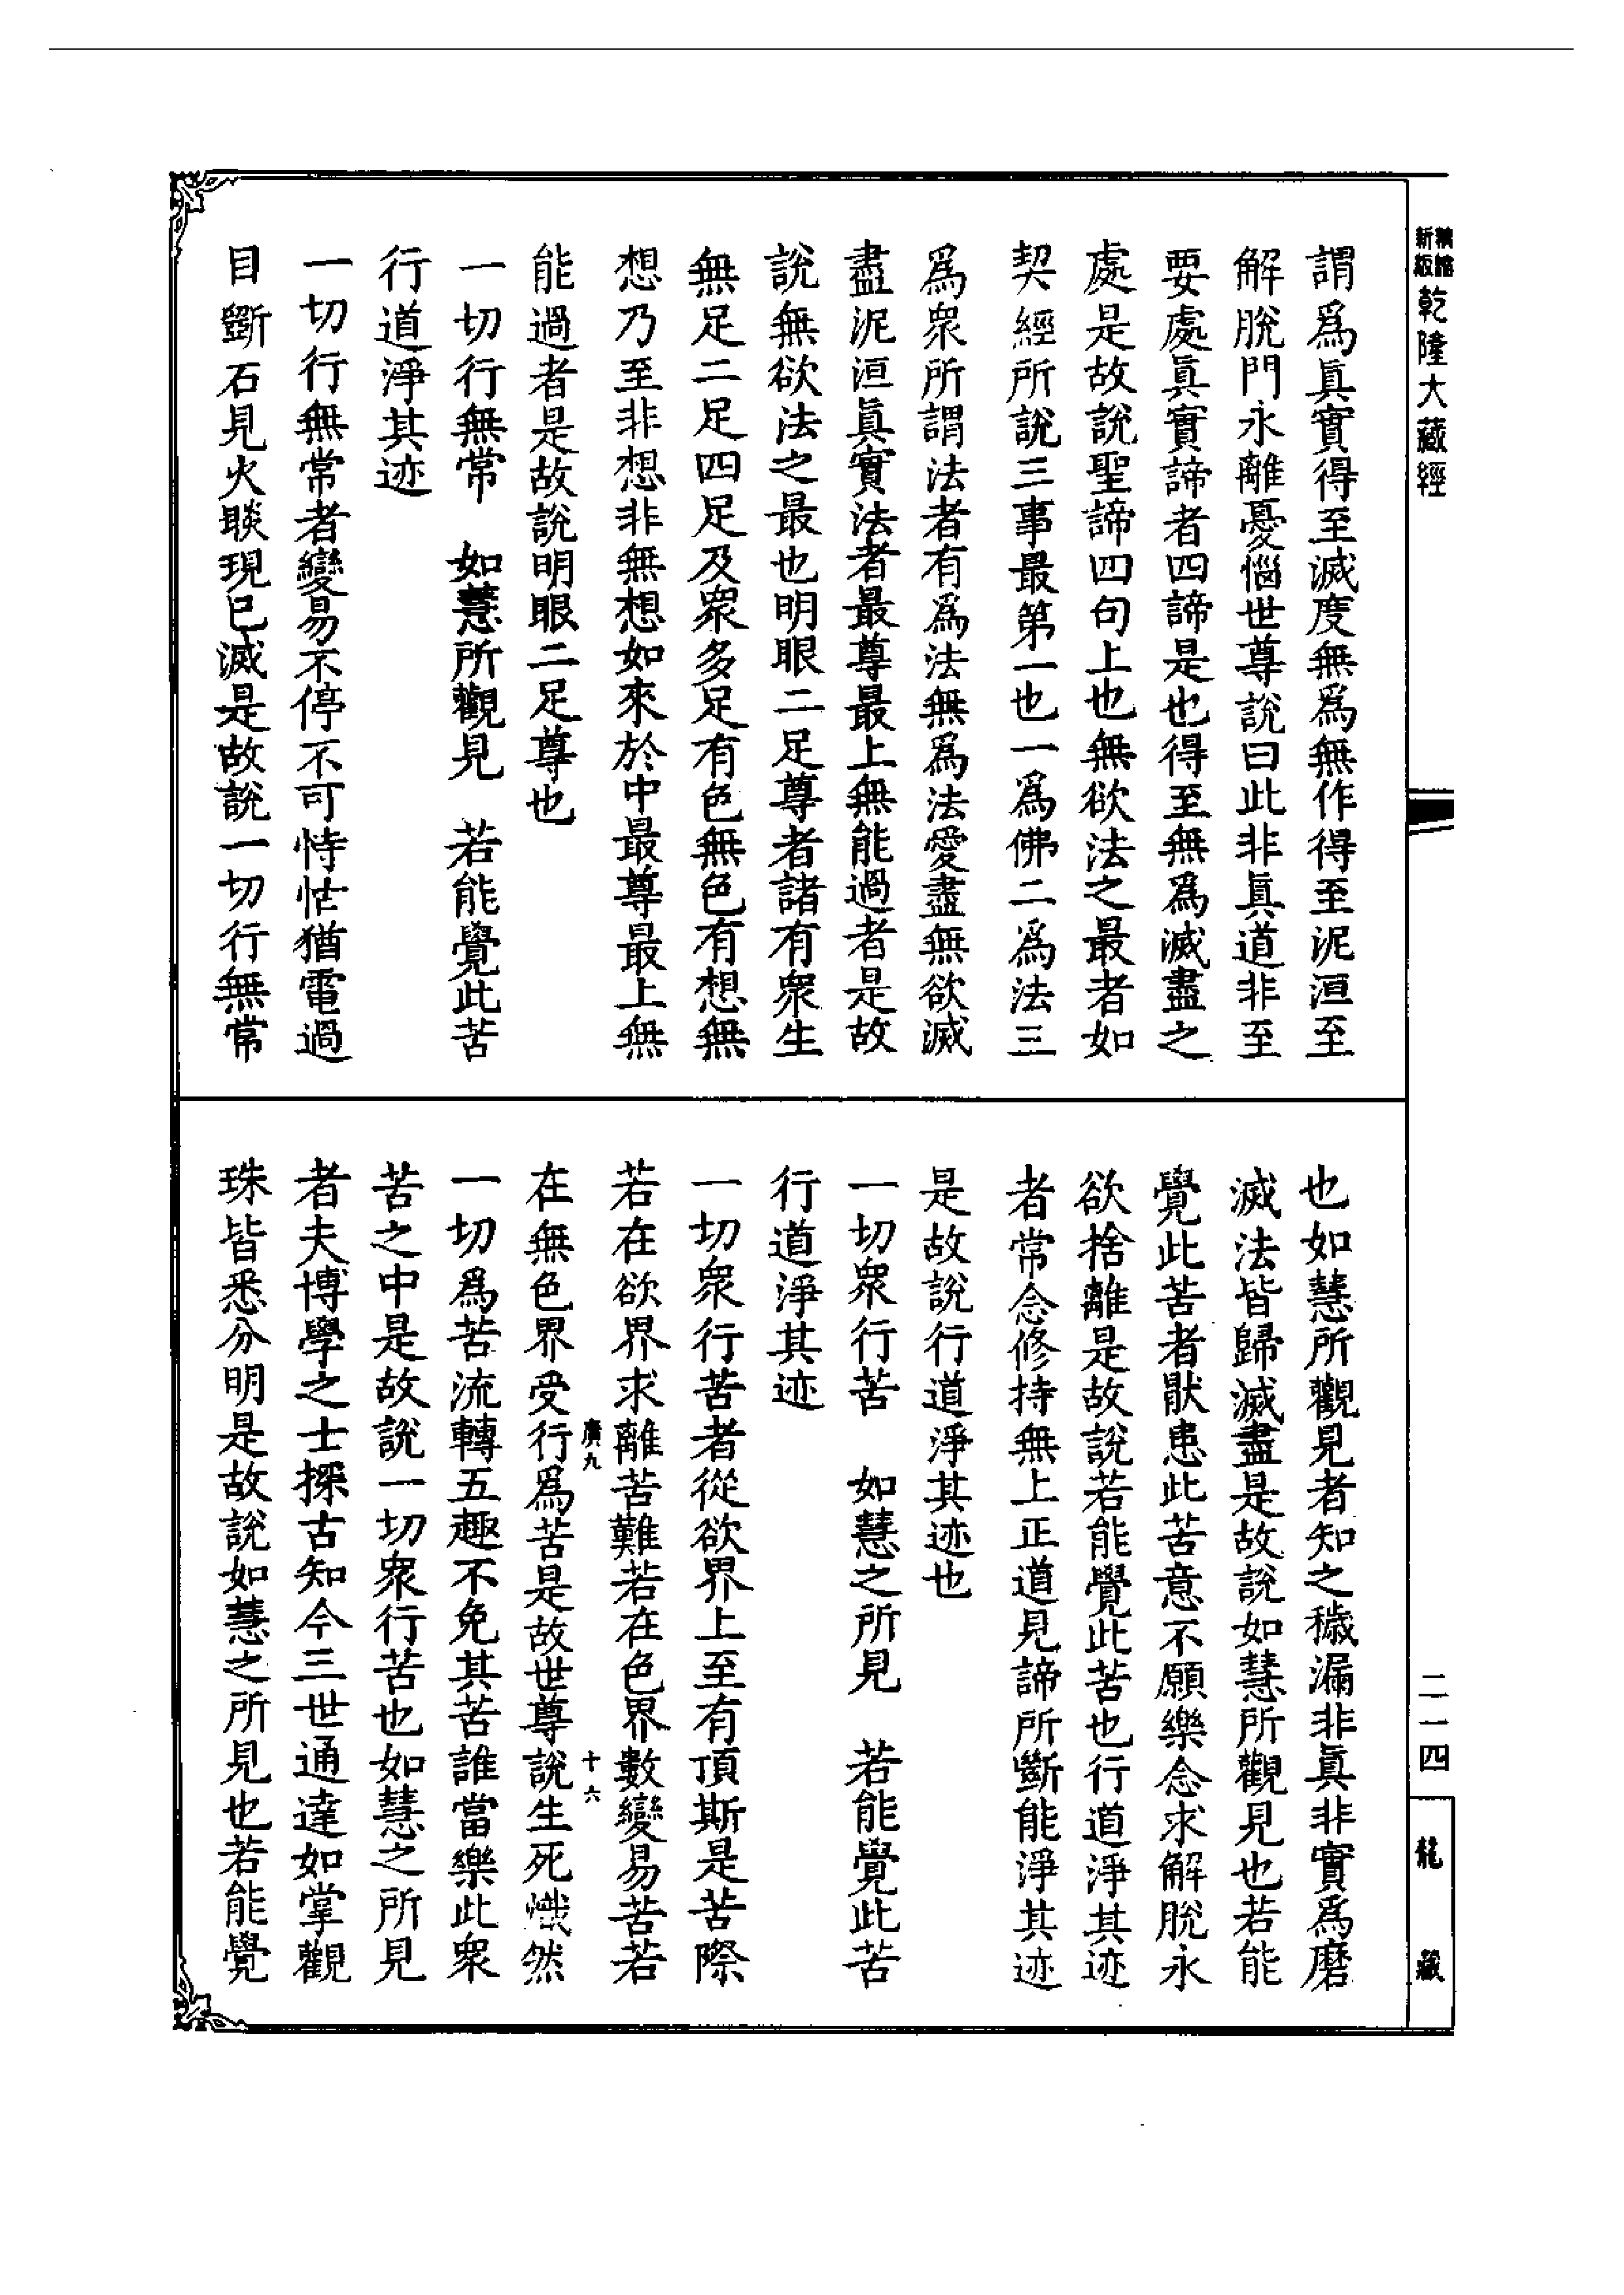 新版
精縮
乾隆大藏經
謂爲眞實得至滅度無爲無作得至泥洹至
解脫門永離憂惱世尊說曰此非眞道非至
要處眞實諦者四諦是也得至無爲滅盡之
處是故說聖諦四句上也無欲法之最者如
契經所說三事最第一也一爲佛二爲法三
爲衆所謂法者有爲法無爲法愛盡無欲滅
盡泥洹眞實法者最尊最上無能過者是故
說無欲法之最也明眼二足尊者諸有衆生
無足二足四足及衆多足有色無色有想無
想乃至非想非無想如來於中最尊最上無
能過者是故說明眼二足尊也
一切行無常　如慧所觀見　若能覺此苦
行道淨其迹
一切行無常者變易不停不可恃怙猶電過
目斷石見火睒現已滅是故說一切行無常
也如慧所觀見者知之穢漏非眞非實爲磨
滅法皆歸滅盡是故說如慧所觀見也若能
覺此苦者猒患此苦意不願樂念求解脫永
欲捨離是故說若能覺此苦也行道淨其迹
者常念修持無上正道見諦所斷能淨其迹
是故說行道淨其迹也
一切衆行苦　如慧之所見　若能覺此苦
行道淨其迹
一切衆行苦者從欲界上至有頂斯是苦際
若在欲界求離苦難若在色界數變易苦若
廣九
十六
在無色界受行爲苦是故世尊說生死熾然
一切爲苦流轉五趣不免其苦誰當樂此衆
苦之中是故說一切衆行苦也如慧之所見
者夫博學之士探古知今三世通達如掌觀
珠皆悉分明是故說如慧之所見也若能覺
二一四
龍
藏